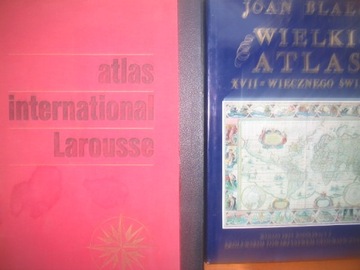 atlas
international
Larousse
JOAN BLA
WIELKI
ATLAS
XVII-WIECZNEGO ŚWI